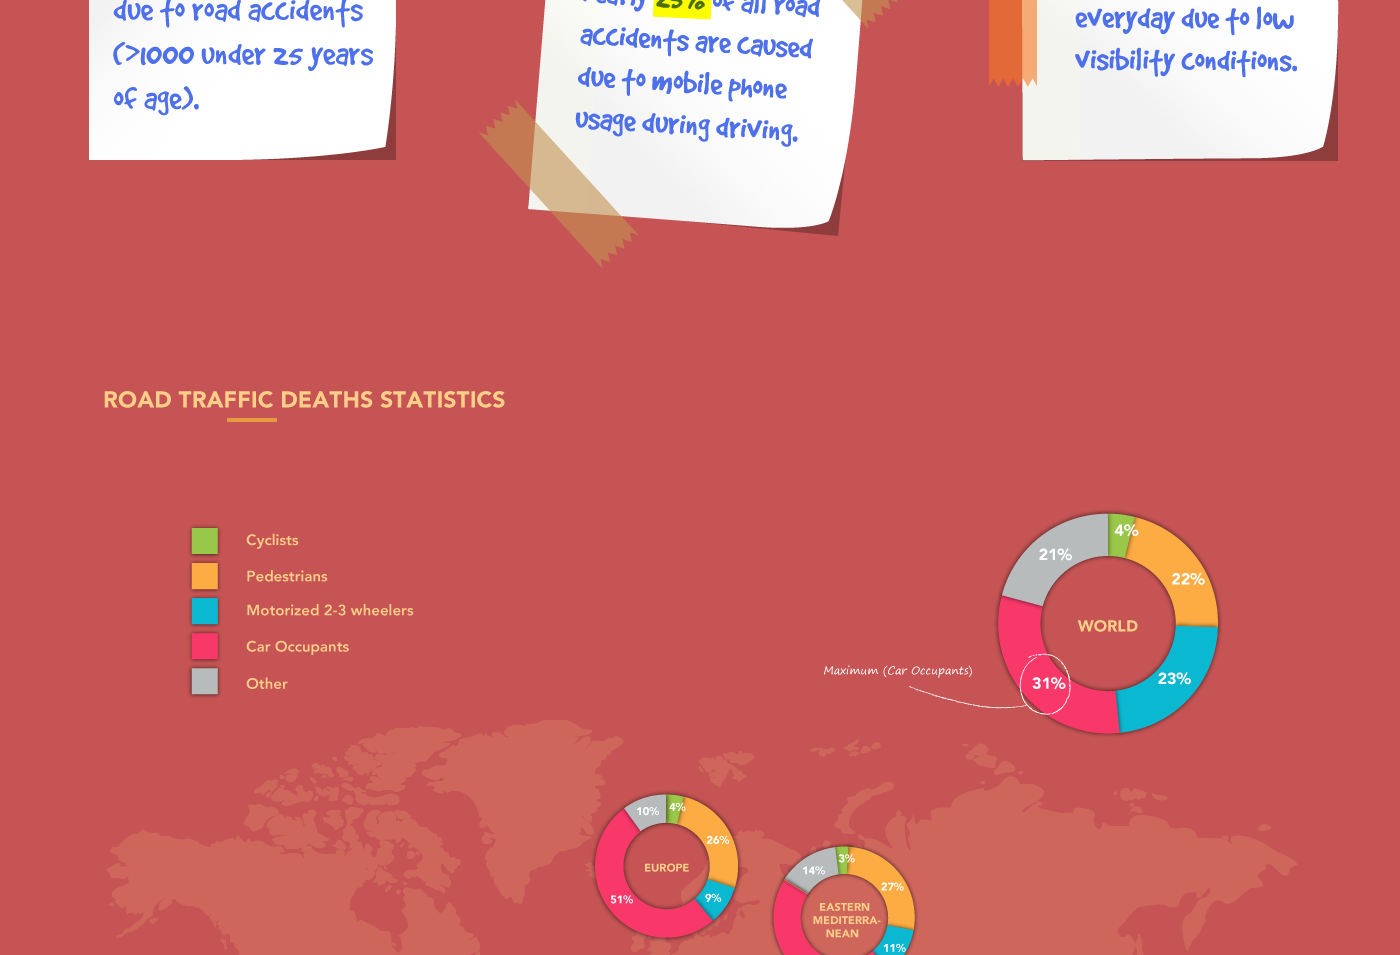 due to road accidents
(>1000 under 25 years
of age).
25% of all road
accidents are caused
due to mobile phone
usage during driving.
everyday due to low
visibility conditions.
ROAD TRAFFIC DEATHS STATISTICS
Cyclists
Pedestrians
Motorized 2-3 wheelers
Car Occupants
Other
4%
21%
22%
WORLD
Maximum (Car Occupants)
31%
23%
10%
4%
26%
EUROPE
51%
9%
3%
14%
27%
EASTERN
MEDITERRA-
NEAN
11%